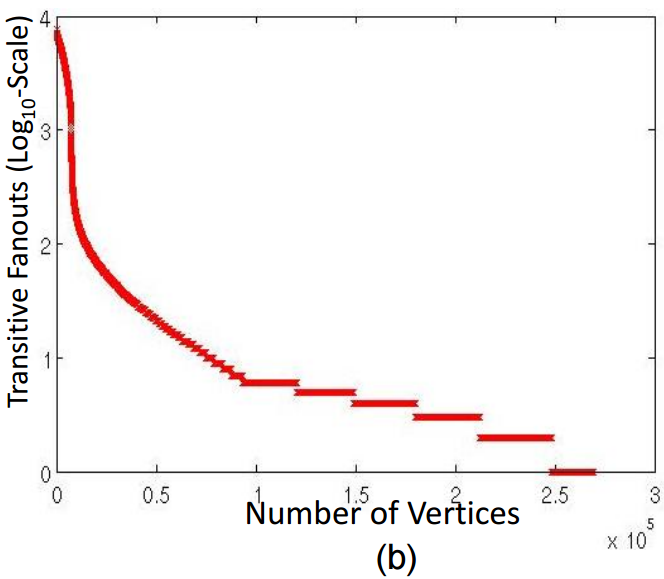 4
3
2
1
0
Transitive Fanouts (Log10-Scale)
0 0.5 1 1.5 2 2.5 3
Number of Vertices
x 10^5
(b)